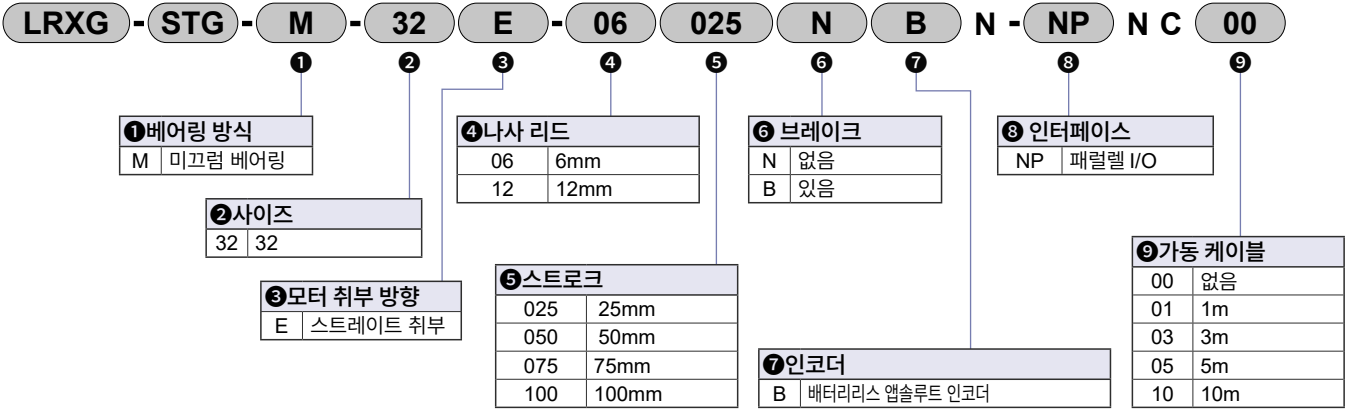 LRXG - STG - M - 32 E - 06 025 N B N - NP N C 00
❶ ❷ ❸ ❹ ❺ ❻ ❼ ❽ ❾
❶베어링 방식
M 미끄럼 베어링
❷사이즈
32 32
❸모터 취부 방향
E 스트레이트 취부
❹나사 리드
06 6mm
12 12mm
❺스트로크
025 25mm
050 50mm
075 75mm
100 100mm
❻ 브레이크
N 없음
B 있음
❼인코더
B 배터리리스 앱솔루트 인코더
❽ 인터페이스
NP 패럴렐 I/O
❾가동 케이블
00 없음
01 1m
03 3m
05 5m
10 10m